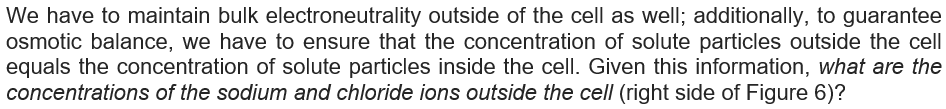 We have to maintain bulk electroneutrality outside of the cell as well; additionally, to guarantee
osmotic balance, we have to ensure that the concentration of solute particles outside the cell
equals the concentration of solute particles inside the cell. Given this information, what are the
concentrations of the sodium and chloride ions outside the cell (right side of Figure 6)?